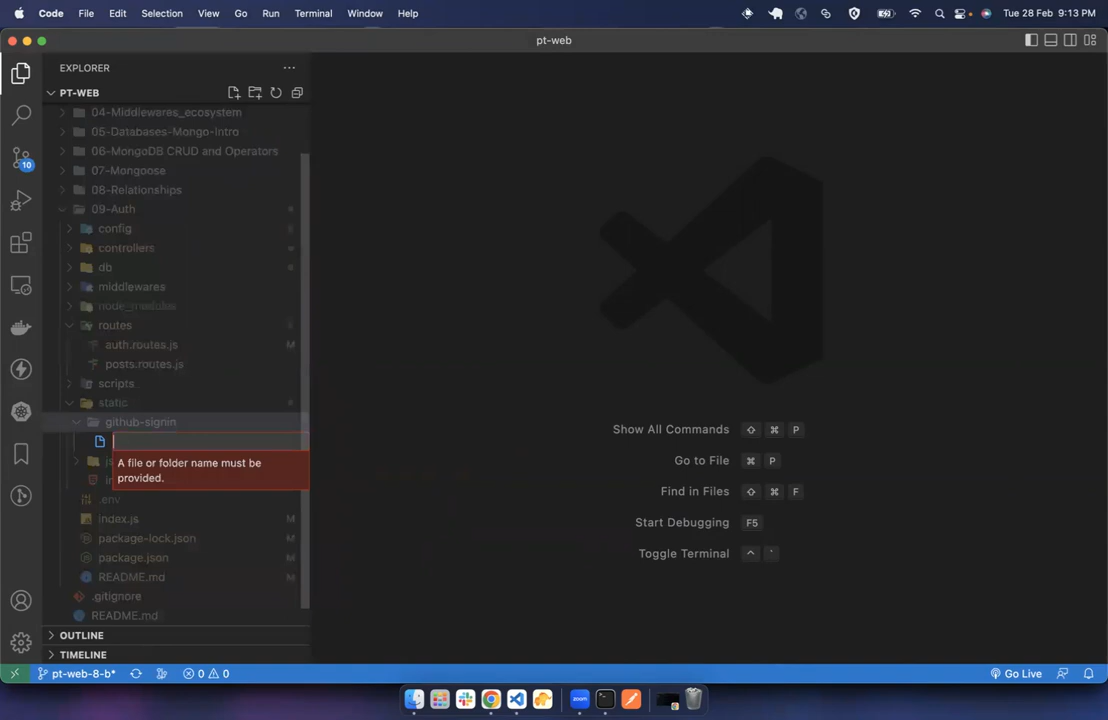 Code File Edit Selection View Go Run Terminal Window Help Tue 28 Feb 9:13 PM
pt-web
EXPLORER
PT-WEB
04-Middlewares_ecosystem
05-Databases-Mongo-Intro
06-MongoDB CRUD and Operators
07-Mongoose
08-Relationships
09-Auth
config
controllers
db
middlewares
node_modules
routes
auth.routes.js M
posts.routes.js
scripts
static
github-signin
A file or folder name must be
provided.
.env
index.js M
package-lock.json M
package.json M
README.md M
.gitignore
README.md
OUTLINE
TIMELINE
10
Show All Commands ⇧ ⌘ P
Go to File ⌘ P
Find in Files ⇧ ⌘ F
Start Debugging F5
Toggle Terminal ^ `
pt-web-8-b* 0 0 Go Live
zoom